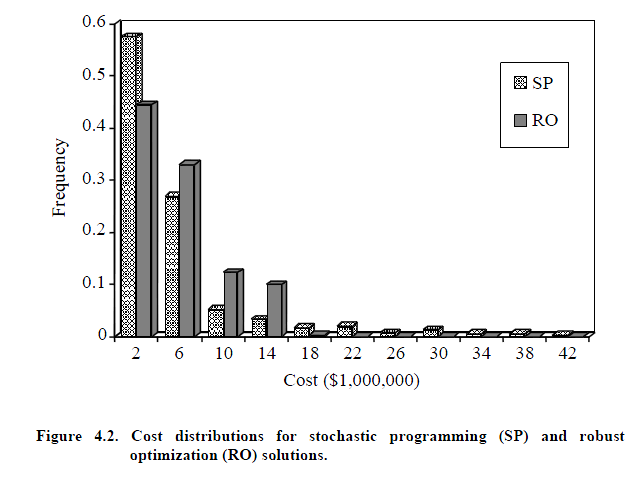 0.6
0.5
0.4
0.3
0.2
0.1
0
Frequency
SP
RO
2 6 10 14 18 22 26 30 34 38 42
Cost ($1,000,000)
Figure 4.2. Cost distributions for stochastic programming (SP) and robust
optimization (RO) solutions.